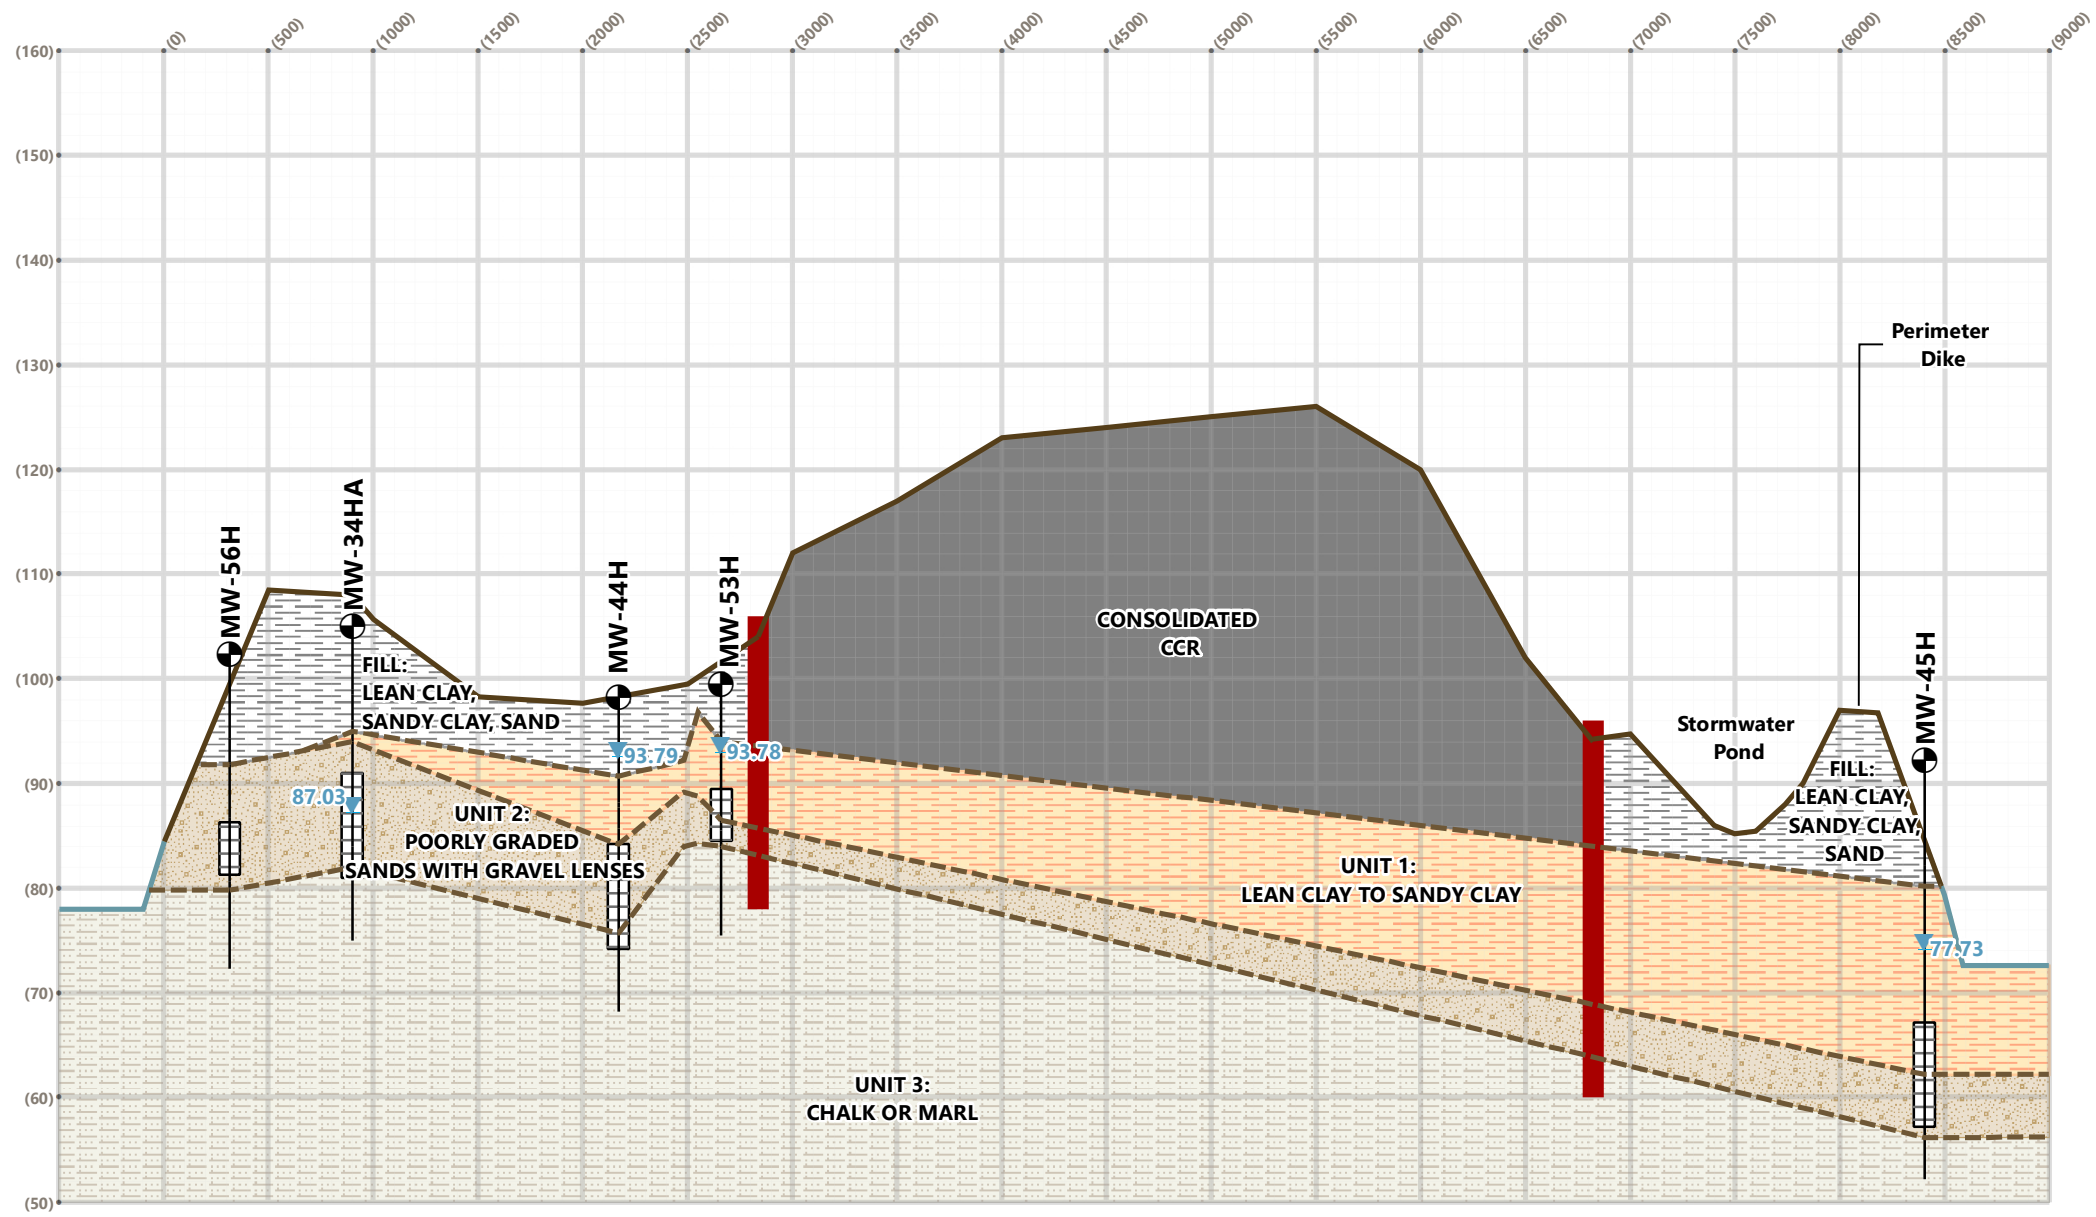 (0)
(500)
(1000)
(1500)
(2000)
(2500)
(3000)
(3500)
(4000)
(4500)
(5000)
(5500)
(6000)
(6500)
(7000)
(7500)
(8000)
(8500)
(9000)
(160)
(150)
(140)
(130)
(120)
(110)
(100)
(90)
(80)
(70)
(60)
(50)
MW-56H
MW-34HA
MW-44H
MW-53H
MW-45H
Perimeter
Dike
CONSOLIDATED
CCR
FILL:
LEAN CLAY,
SANDY CLAY, SAND
Stormwater
Pond
93.79
93.78
87.03
77.73
FILL:
LEAN CLAY,
SANDY CLAY,
SAND
UNIT 2:
POORLY GRADED
SANDS WITH GRAVEL LENSES
UNIT 1:
LEAN CLAY TO SANDY CLAY
UNIT 3:
CHALK OR MARL